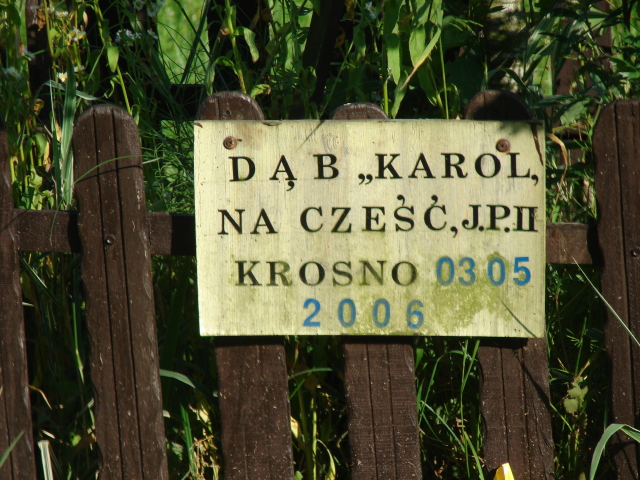 DĄB „KAROL,
NA CZEŚĆ, J.P.II
KROSNO 03 05
2006